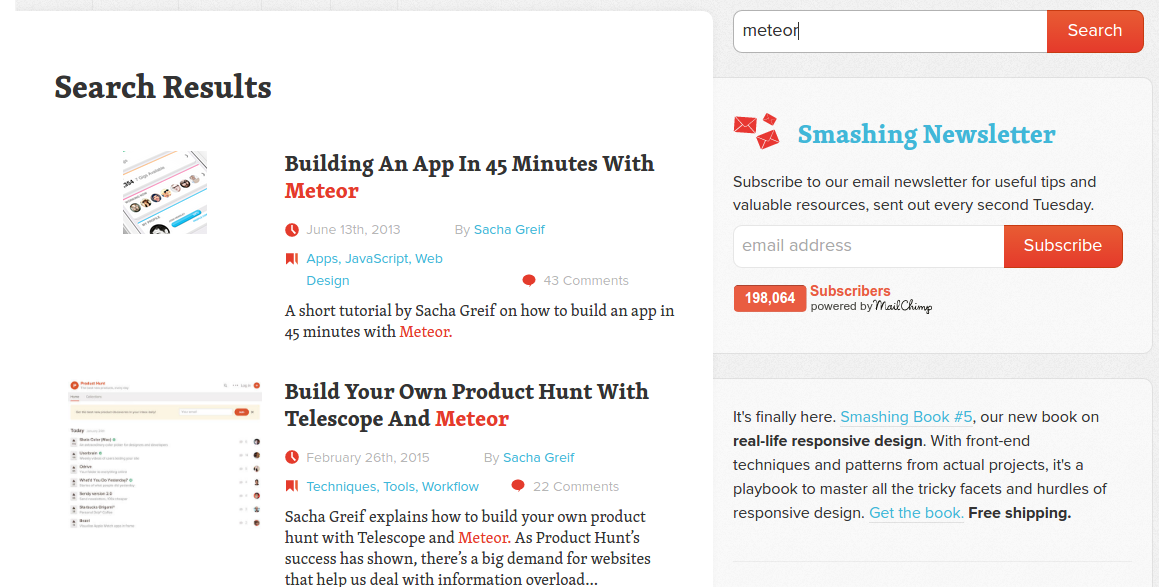 Search Results
Building An App In 45 Minutes With
Meteor
June 13th, 2013 By Sacha Greif
Apps, JavaScript, Web
Design 43 Comments
A short tutorial by Sacha Greif on how to build an app in
45 minutes with Meteor.
Product Hunt
Today
Build Your Own Product Hunt With
Telescope And Meteor
February 26th, 2015 By Sacha Greif
Techniques, Tools, Workflow 22 Comments
Sacha Greif explains how to build your own product
hunt with Telescope and Meteor. As Product Hunt’s
success has shown, there’s a big demand for websites
that help us deal with information overload...
meteor Search
Smashing Newsletter
Subscribe to our email newsletter for useful tips and
valuable resources, sent out every second Tuesday.
email address Subscribe
198,064 Subscribers
powered by MailChimp
It's finally here. Smashing Book #5, our new book on
real-life responsive design. With front-end
techniques and patterns from actual projects, it's a
playbook to master all the tricky facets and hurdles of
responsive design. Get the book. Free shipping.